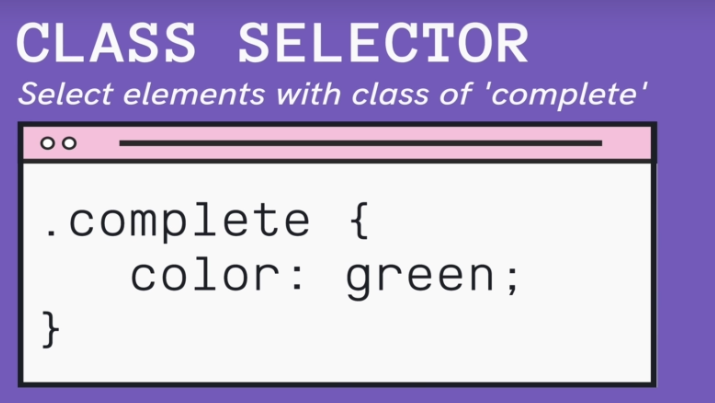 CLASS SELECTOR
Select elements with class of 'complete'
.complete {
color: green;
}